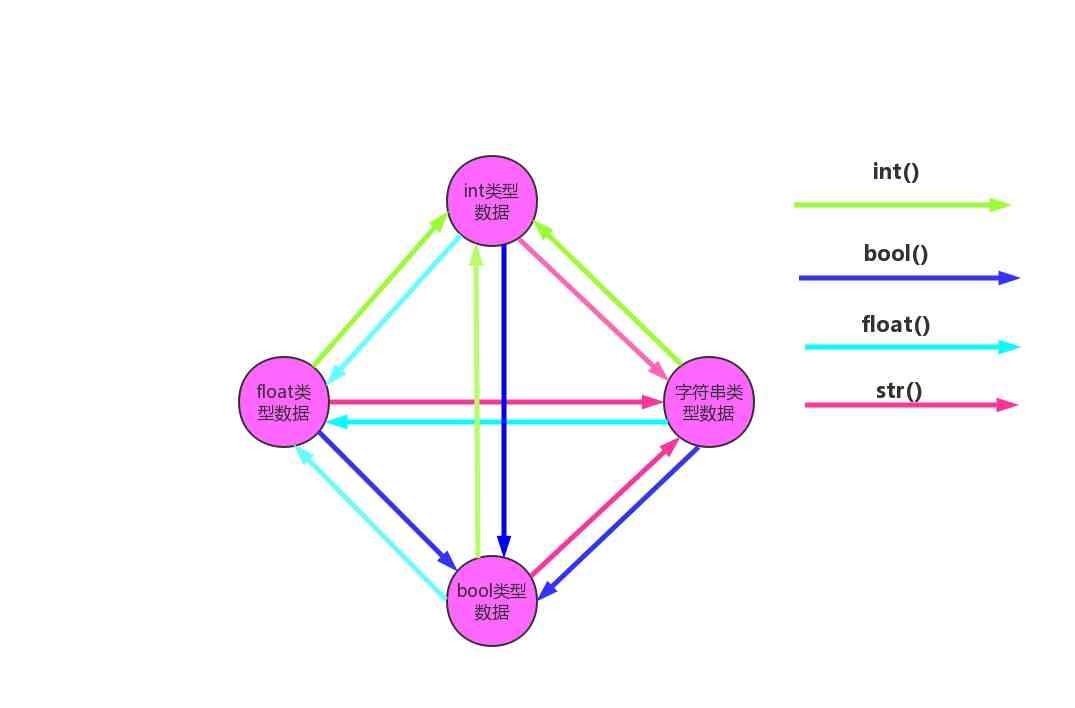 int类型
数据
float类
型数据
字符串类
型数据
bool类型
数据
int()
bool()
float()
str()